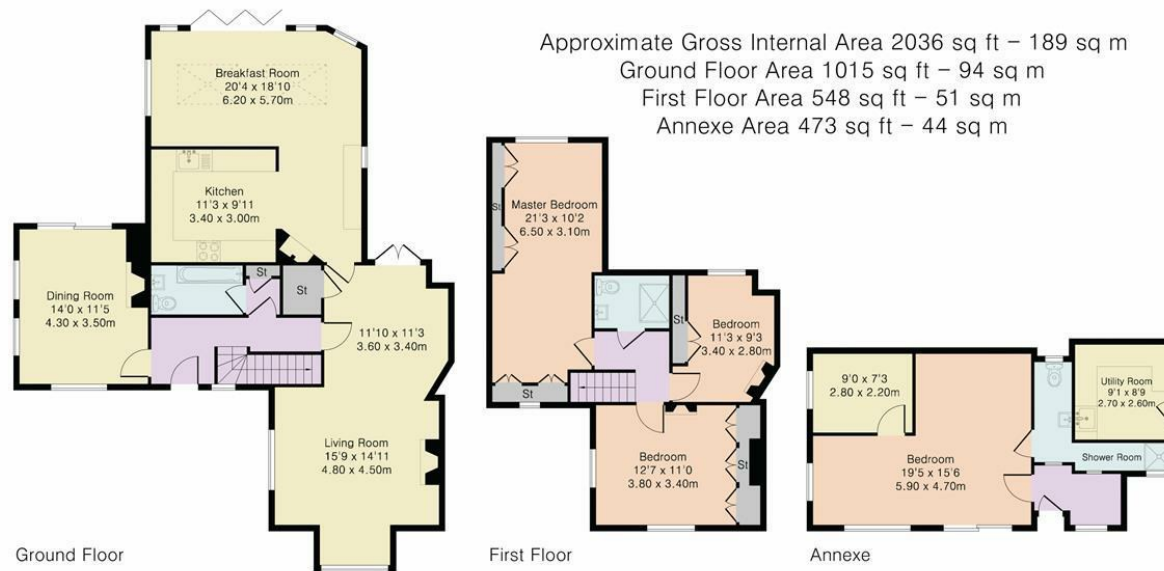 Approximate Gross Internal Area 2036 sq ft – 189 sq m
Ground Floor Area 1015 sq ft – 94 sq m
First Floor Area 548 sq ft – 51 sq m
Annexe Area 473 sq ft – 44 sq m
Breakfast Room
20'4 x 18'10
6.20 x 5.70m
Kitchen
11'3 x 9'11
3.40 x 3.00m
Dining Room
14'0 x 11'5
4.30 x 3.50m
St
St
11'10 x 11'3
3.60 x 3.40m
Living Room
15'9 x 14'11
4.80 x 4.50m
Ground Floor
St
Master Bedroom
21'3 x 10'2
6.50 x 3.10m
St
Bedroom
11'3 x 9'3
3.40 x 2.80m
St
Bedroom
12'7 x 11'0
3.80 x 3.40m
St
First Floor
9'0 x 7'3
2.80 x 2.20m
Utility Room
9'1 x 8'9
2.70 x 2.60m
Bedroom
19'5 x 15'6
5.90 x 4.70m
Shower Room
Annexe